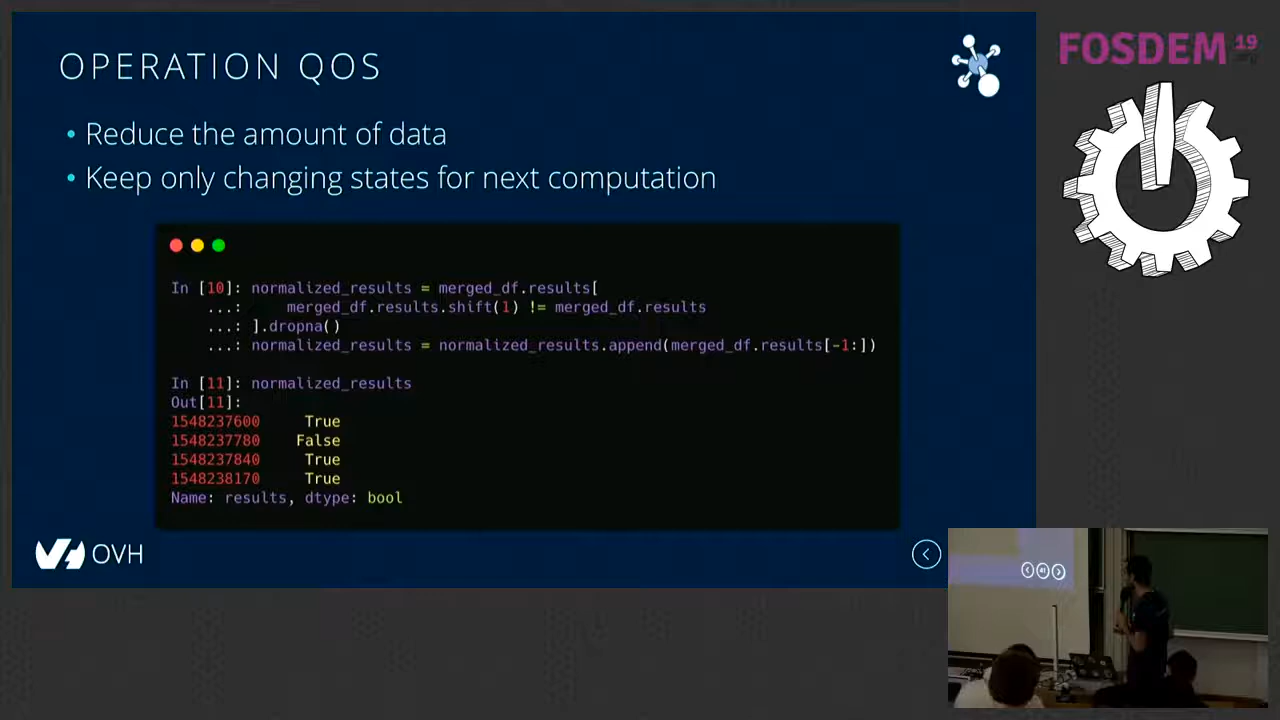 OPERATION QOS
• Reduce the amount of data
• Keep only changing states for next computation
In [10]: normalized_results = merged_df.results[
...: merged_df.results.shift(1) != merged_df.results
...: ].dropna()
...: normalized_results = normalized_results.append(merged_df.results[-1:])
In [11]: normalized_results
Out[11]:
1548237600 True
1548237780 False
1548237840 True
1548238170 True
Name: results, dtype: bool
OVH
FOSDEM 19
.org